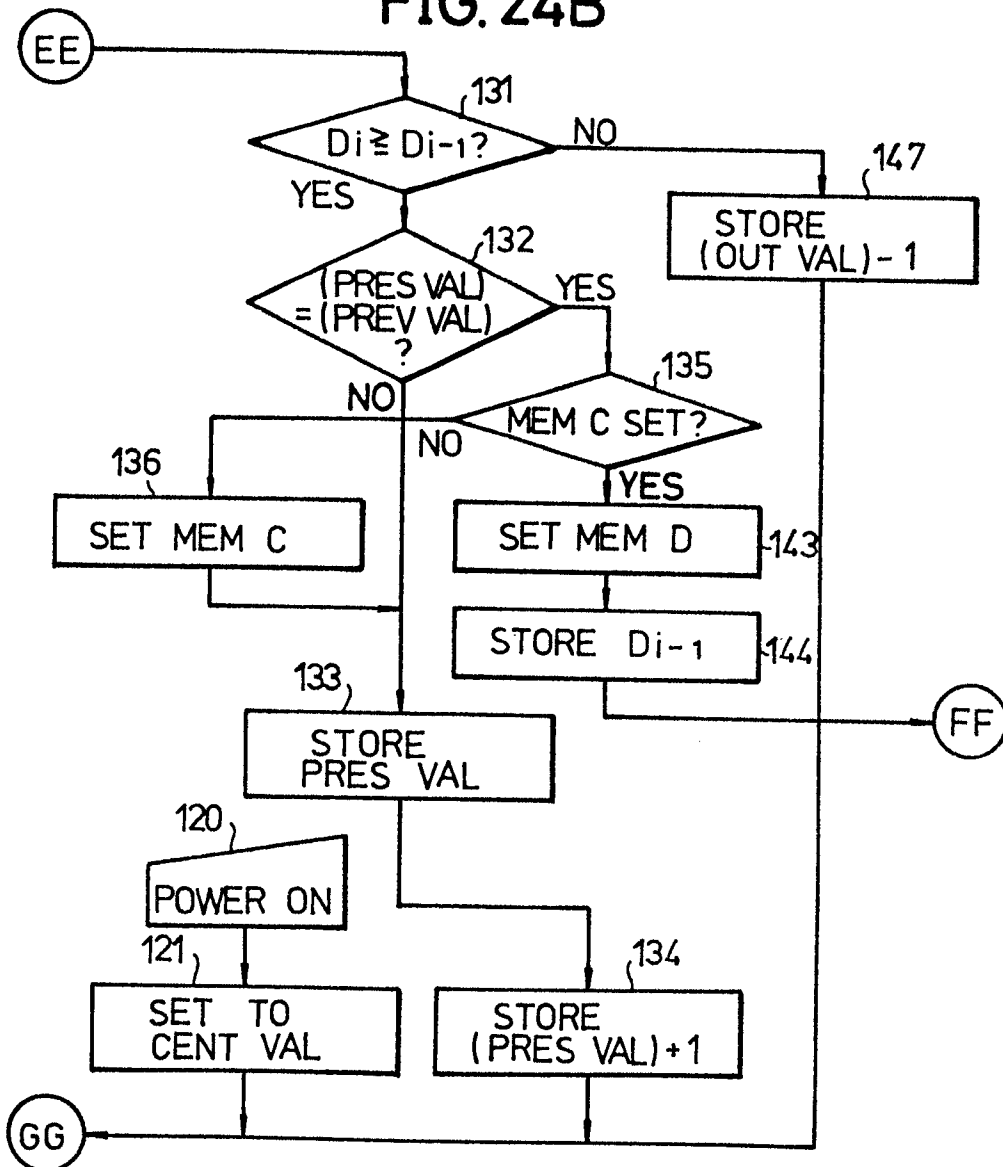 FIG. 24B
EE
131
Di ≧ Di-1?
NO
YES
147
STORE
(OUT VAL)-1
132
(PRES VAL)
=(PREV VAL)
?
YES
NO
135
MEM C SET?
NO
YES
136
SET MEM C
SET MEM D
143
STORE Di-1
144
FF
133
STORE
PRES VAL
120
POWER ON
121
SET TO
CENT VAL
134
STORE
(PRES VAL)+1
GG